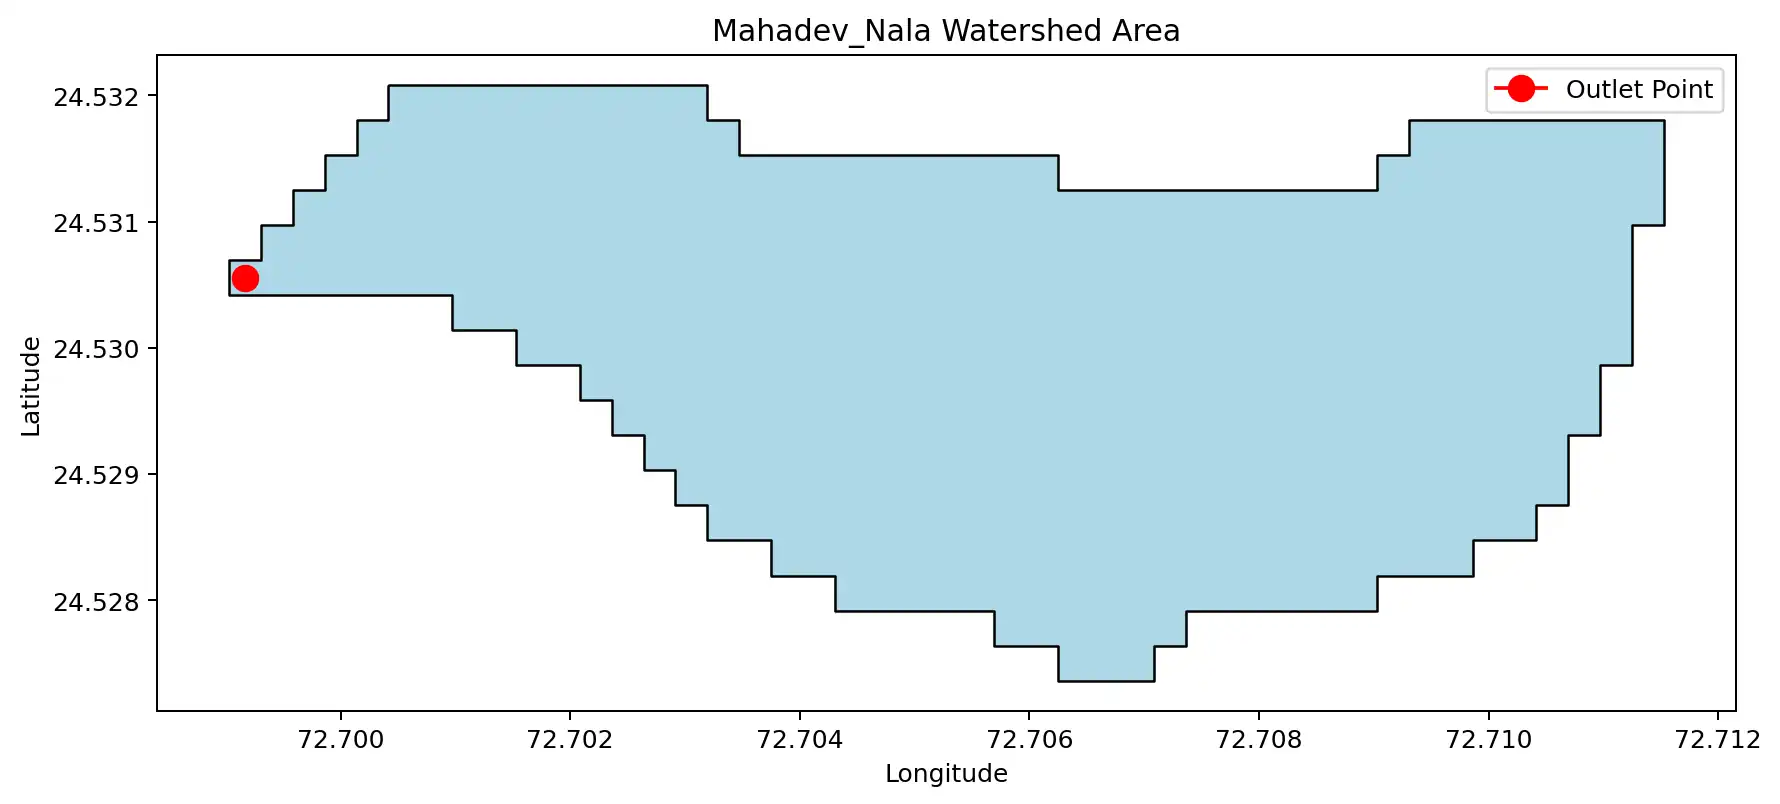 Mahadev_Nala Watershed Area
Outlet Point
24.532
24.531
24.530
24.529
24.528
Latitude
72.700 72.702 72.704 72.706 72.708 72.710 72.712
Longitude